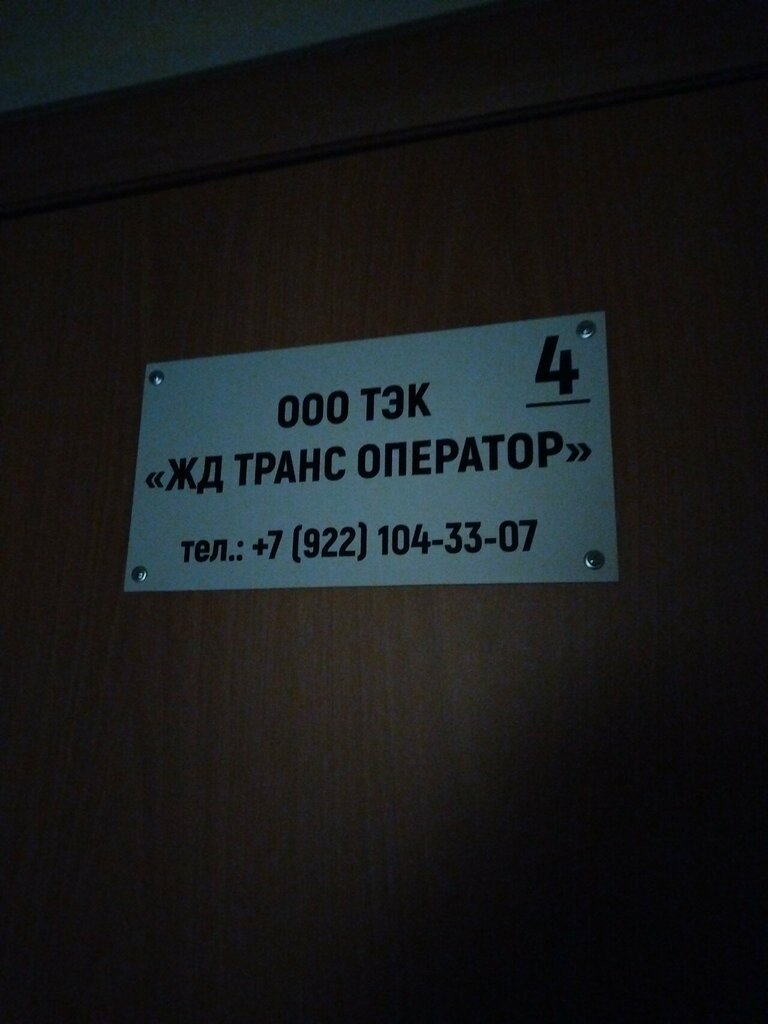 4
ООО ТЭК
«ЖД ТРАНС ОПЕРАТОР»
тел.: +7 (922) 104-33-07